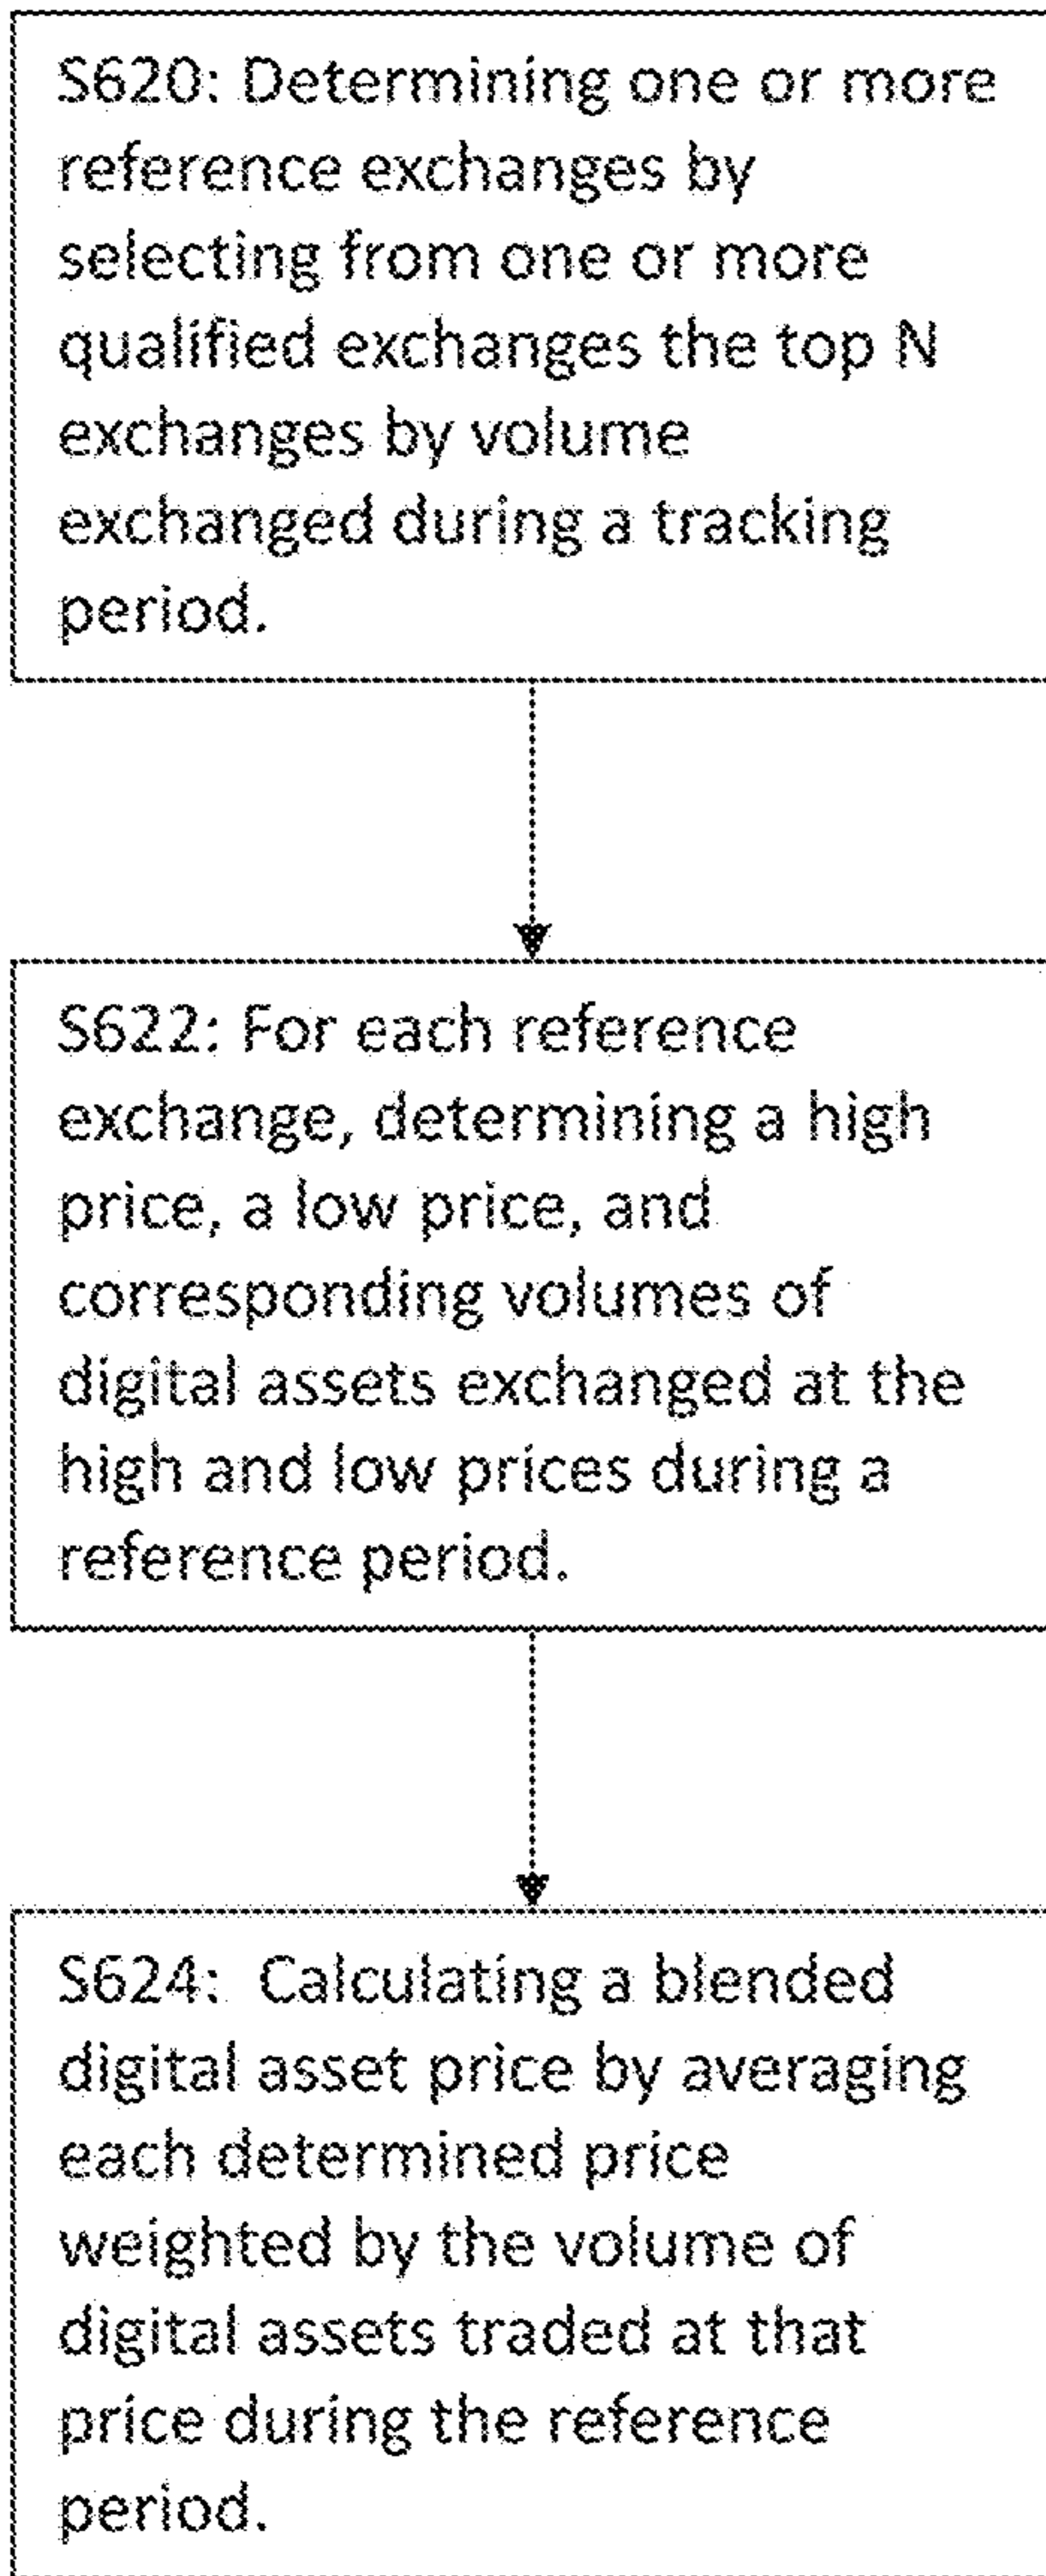 S620: Determining one or more
reference exchanges by
selecting from one or more
qualified exchanges the top N
exchanges by volume
exchanged during a tracking
period.
S622: For each reference
exchange, determining a high
price, a low price, and
corresponding volumes of
digital assets exchanged at the
high and low prices during a
reference period.
S624: Calculating a blended
digital asset price by averaging
each determined price
weighted by the volume of
digital assets traded at that
price during the reference
period.